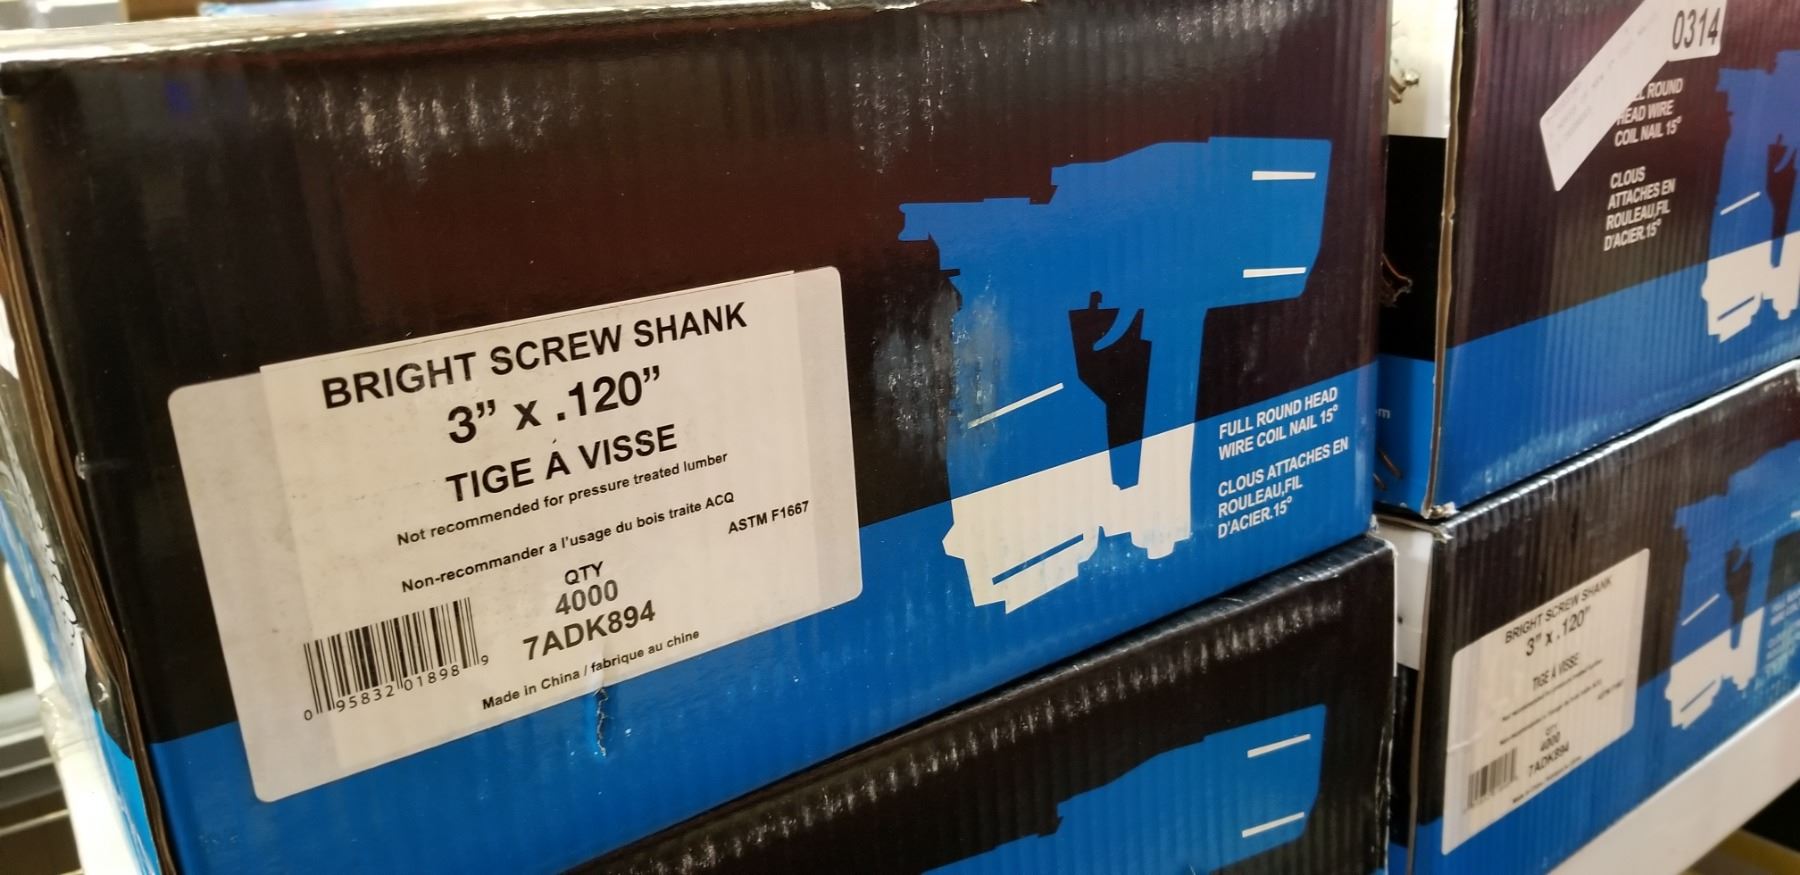 BRIGHT SCREW SHANK
3” x .120”
TIGE Á VISSE
Not recommended for pressure treated lumber
Non-recommander a l'usage du bois traite ACQ
ASTM F1667
QTY
4000
7ADK894
Made in China / fabrique au chine
0 95832 01898 9
FULL ROUND HEAD
WIRE COIL NAIL 15°
CLOUS ATTACHES EN
ROULEAU,FIL
D'ACIER.15°
0314
ROUND
HEAD WIRE
COIL NAIL 15°
CLOUS
ATTACHES EN
ROULEAU,FIL
D'ACIER.15°
BRIGHT SCREW SHANK
3” x .120”
TIGE Á VISSE
QTY
4000
7ADK894